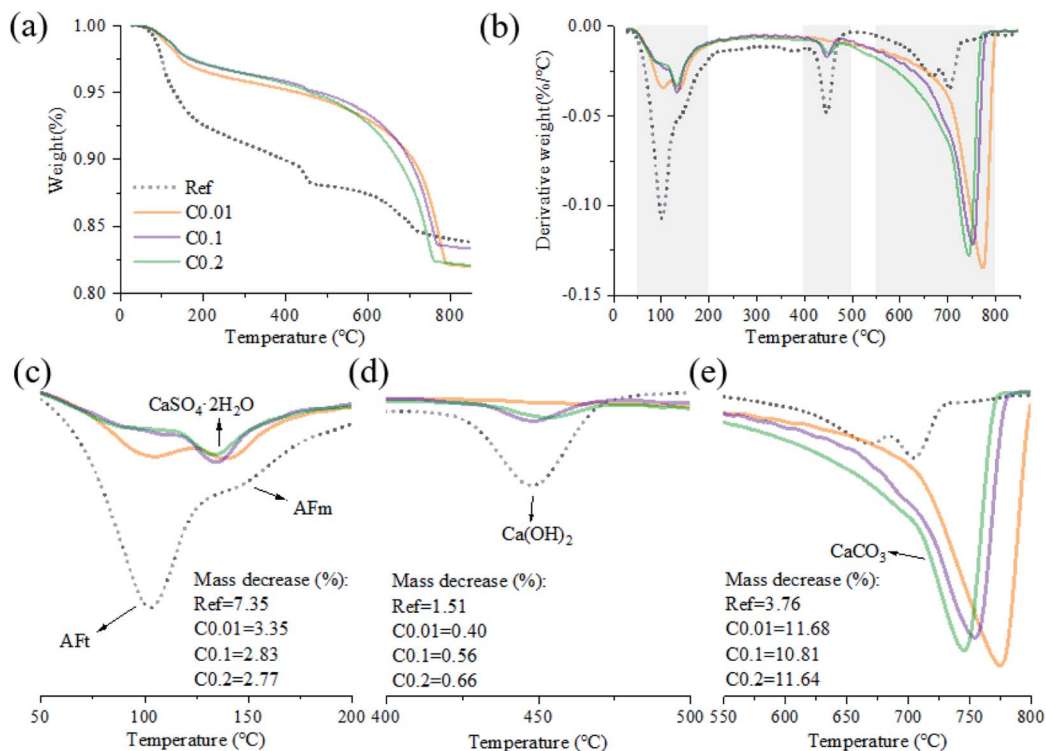 (a)
1.00
0.95
0.90
0.85
0.80
Weight(%)
Ref
C0.01
C0.1
C0.2
0
200
400
600
800
Temperature (℃)
(b)
0.00
-0.05
-0.10
-0.15
Derivative weight(%/℃)
0
100
200
300
400
500
600
700
800
Temperature (℃)
(c)
CaSO₄·2H₂O
AFm
AFt
Mass decrease (%):
Ref=7.35
C0.01=3.35
C0.1=2.83
C0.2=2.77
50
100
150
200
Temperature (℃)
(d)
Ca(OH)₂
Mass decrease (%):
Ref=1.51
C0.01=0.40
C0.1=0.56
C0.2=0.66
400
450
500
Temperature (℃)
(e)
CaCO₃
Mass decrease (%):
Ref=3.76
C0.01=11.68
C0.1=10.81
C0.2=11.64
550
600
650
700
750
800
Temperature (℃)